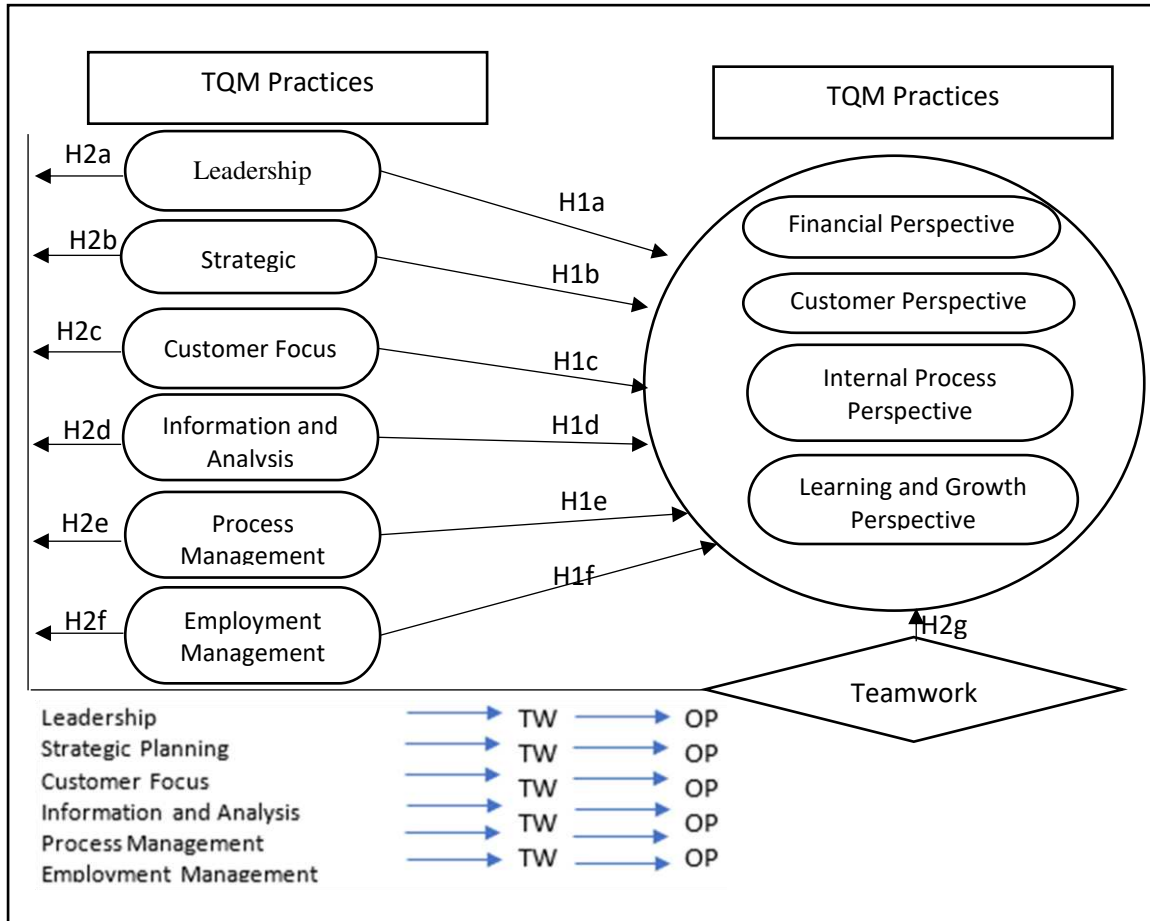 TQM Practices
TQM Practices
H2a
Leadership
H1a
Financial Perspective
H2b
Strategic
H1b
Customer Perspective
H2c
Customer Focus
H1c
Internal Process
Perspective
H2d
Information and
Analysis
H1d
Learning and Growth
Perspective
H2e
Process
Management
H1e
H2f
Employment
Management
H1f
H2g
Teamwork
Leadership
Strategic Planning
Customer Focus
Information and Analysis
Process Management
Employment Management
TW OP
TW OP
TW OP
TW OP
TW OP
TW OP